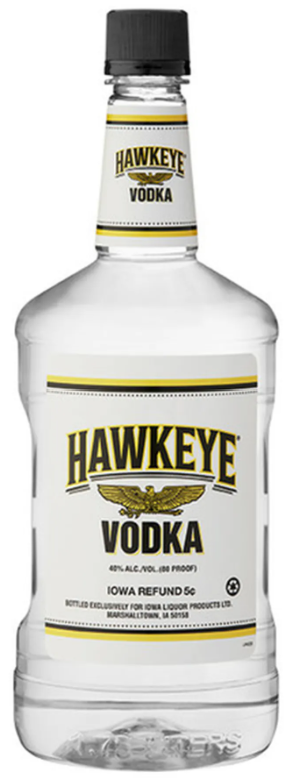 HAWKEYE
VODKA
HAWKEYE®
VODKA
40% ALC./VOL. (80 PROOF)
IOWA REFUND 5¢
BOTTLED EXCLUSIVELY FOR IOWA LIQUOR PRODUCTS LTD.
MARSHALLTOWN, IA 50158